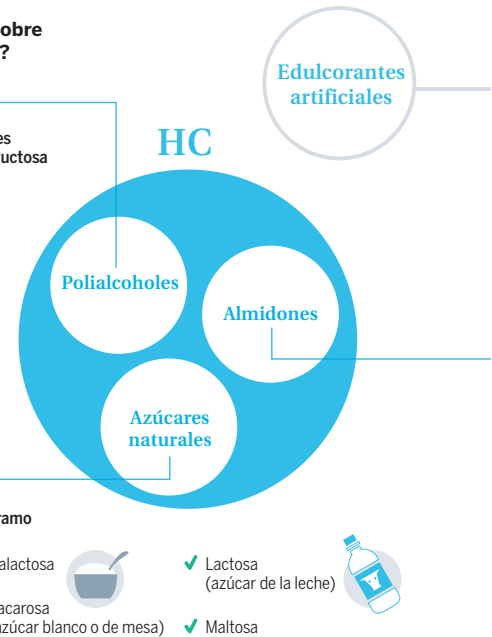 obre
?
Edulcorantes
artificiales
es
uctosa
HC
Polialcoholes
Almidones
Azúcares
naturales
ramo
alactosa
Lactosa
(azúcar de la leche)
acarosa
azúcar blanco o de mesa)
Maltosa